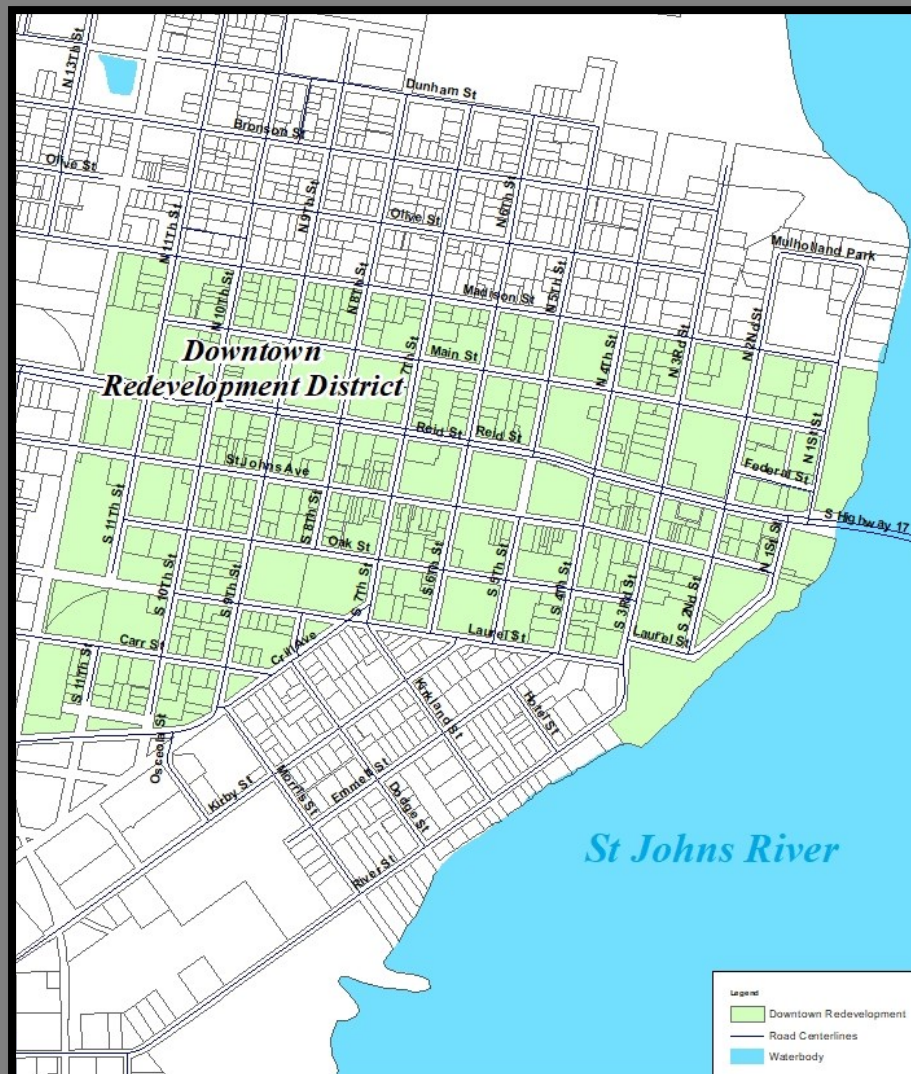 N 13Th St
Dunham St
Bronson St
Olive St
N 9Th St
N 6Th St
Olive St
N 11Th St
Mulholland Park
N 10Th St
N 8Th St
Madison St
N 5Th St
N 2Nd St
N 3Rd St
N 4Th St
Downtown
Redevelopment District
Main St
7Th St
Reid St
Reid St
N 1St St
St Johns Ave
Federal St
S 11Th St
S 8Th St
S Highway 17
N 1St St
Oak St
S 10Th St
S 9Th St
S 7Th St
S 6Th St
S 5Th St
S 4Th St
S 3Rd St
S 2Nd St
Laurel St
Laurel St
Carr St
Crill Ave
S 11Th St
Kirkland St
Hotel St
Osceola St
Kirby St
Morris St
Emmett St
Dodge St
River St
St Johns River
Legend
Downtown Redevelopment
Road Centerlines
Waterbody